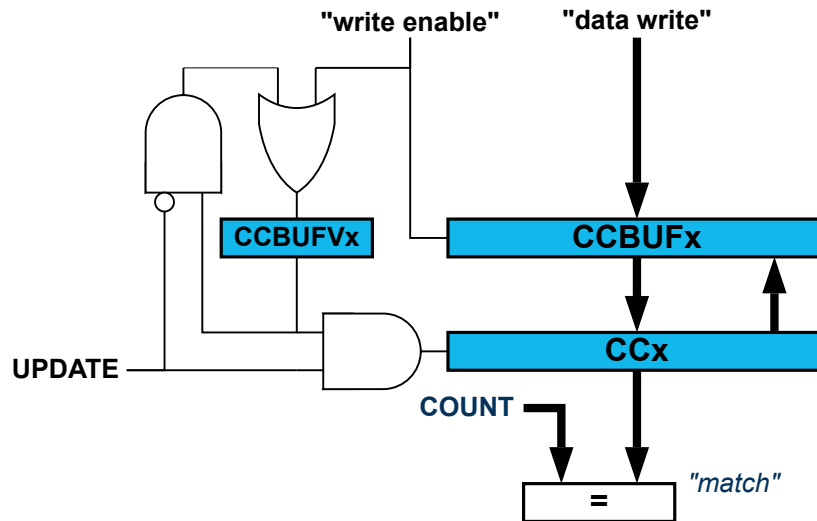 "write enable"
"data write"
CCBUFVx
CCBUFx
CCx
UPDATE
COUNT
=
"match"